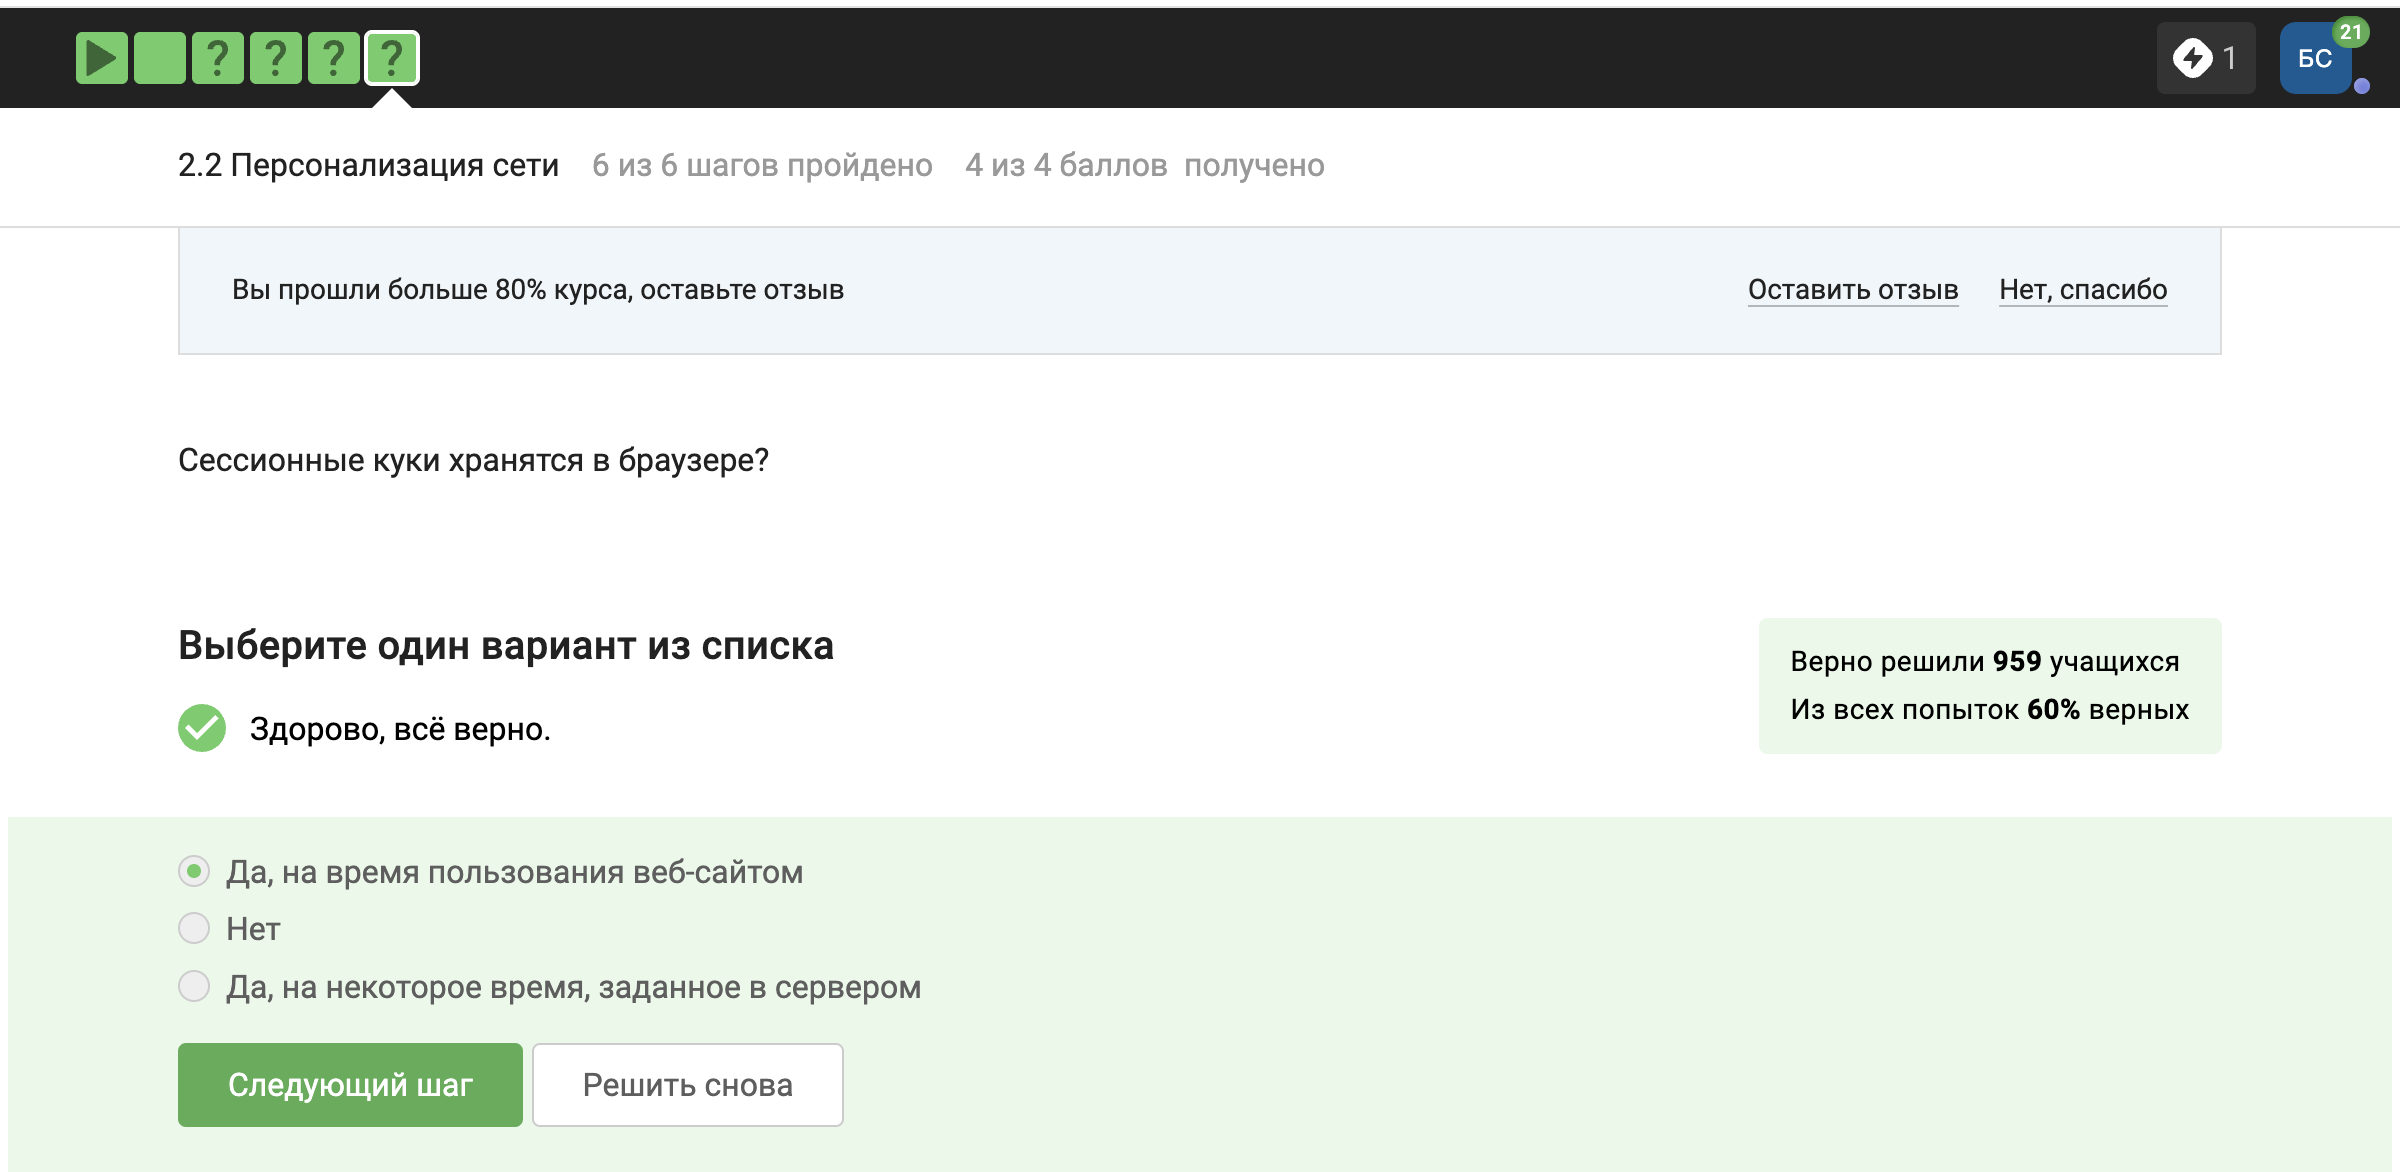 ? ? ? ?
1
БС
21
2.2 Персонализация сети 6 из 6 шагов пройдено 4 из 4 баллов получено
Вы прошли больше 80% курса, оставьте отзыв
Оставить отзыв Нет, спасибо
Сессионные куки хранятся в браузере?
Выберите один вариант из списка
Здорово, всё верно.
Верно решили 959 учащихся
Из всех попыток 60% верных
Да, на время пользования веб-сайтом
Нет
Да, на некоторое время, заданное в сервером
Следующий шаг Решить снова